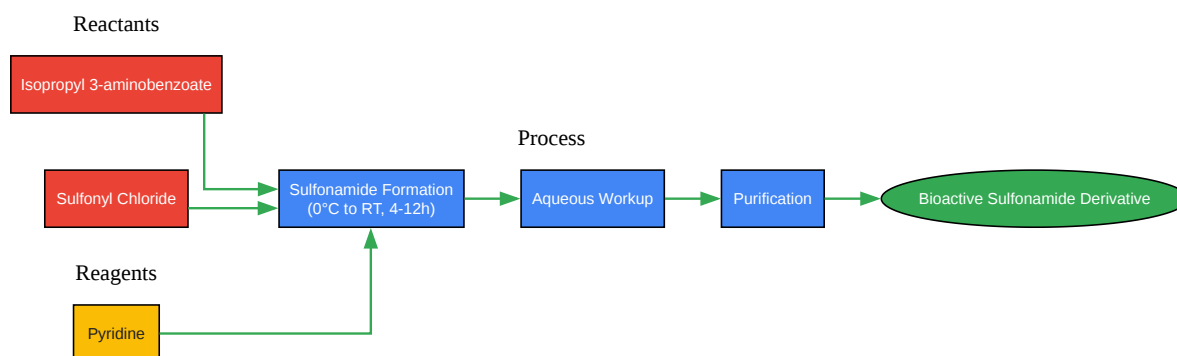 Reactants
Isopropyl 3-aminobenzoate
Process
Sulfonyl Chloride
Sulfonamide Formation
(0°C to RT, 4-12h)
Aqueous Workup
Purification
Bioactive Sulfonamide Derivative
Reagents
Pyridine